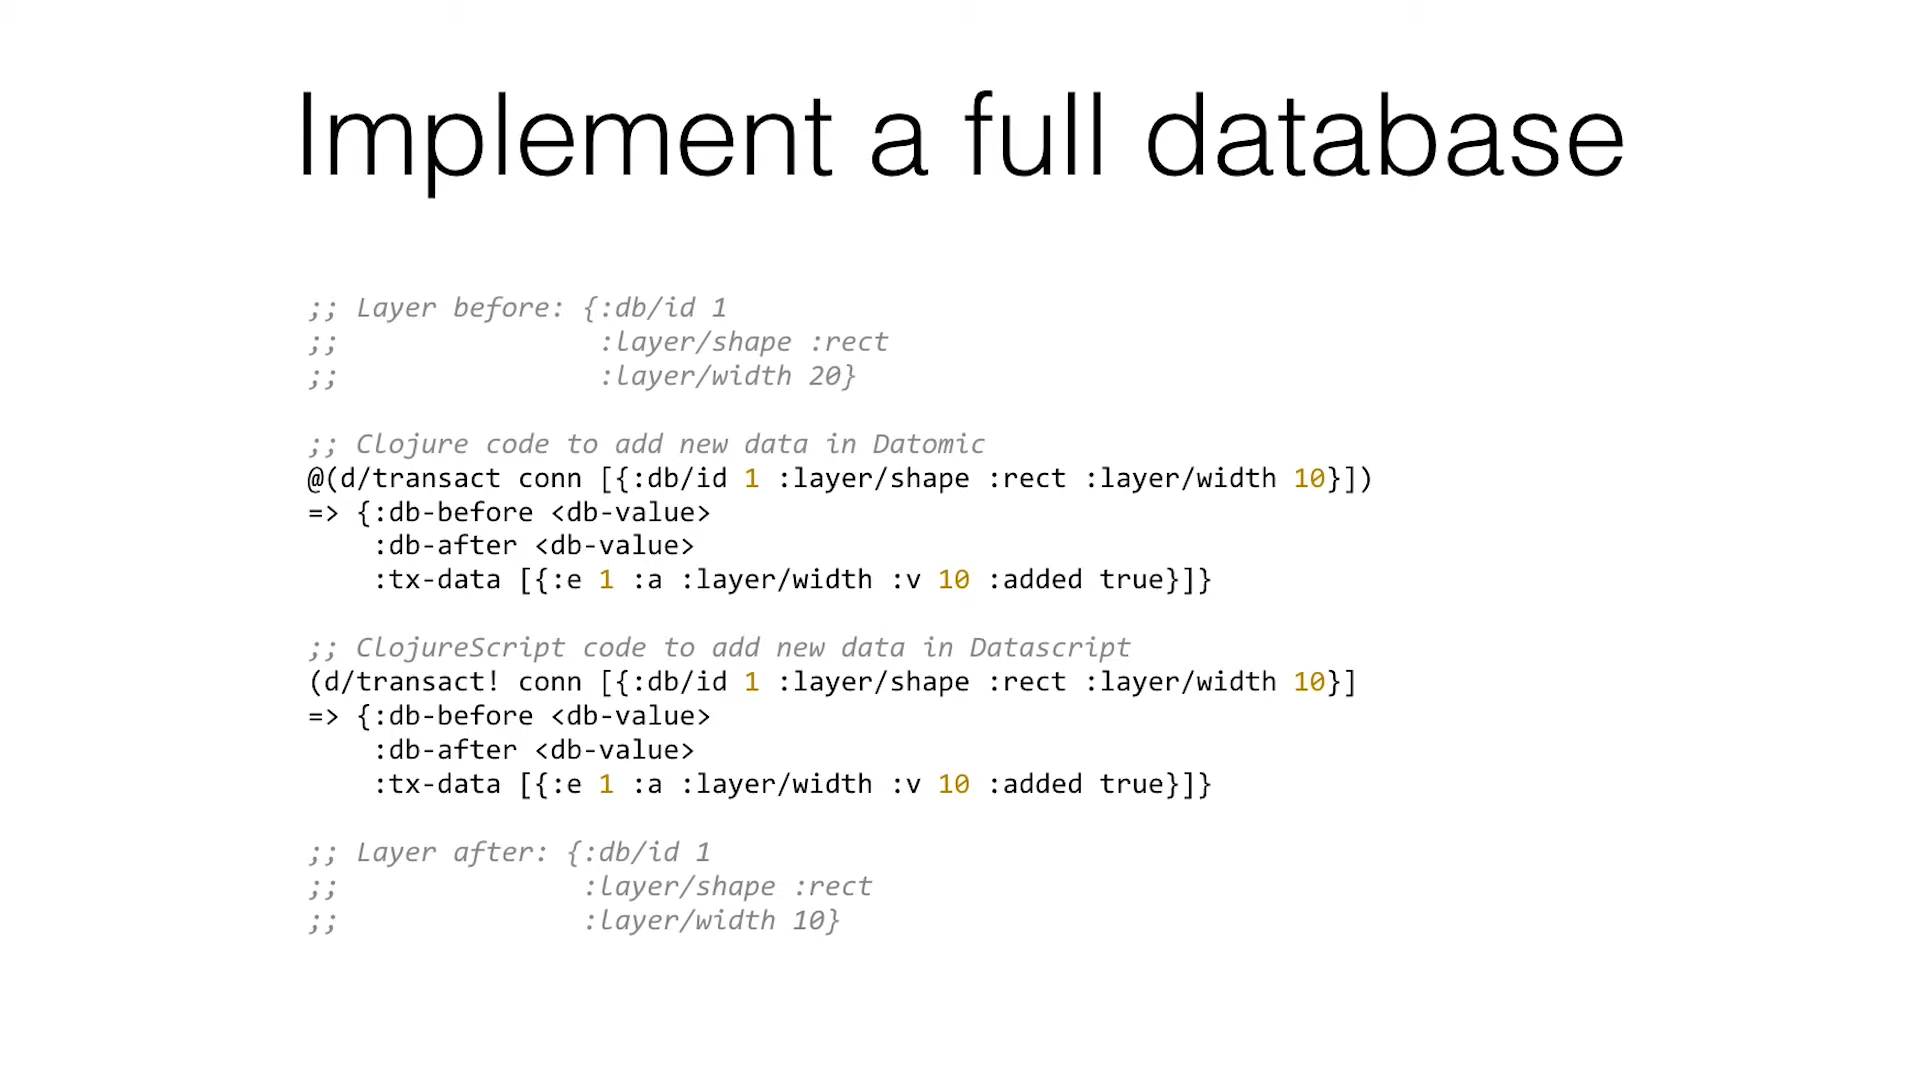 Implement a full database
;; Layer before: {:db/id 1
;;                :layer/shape :rect
;;                :layer/width 20}
;; Clojure code to add new data in Datomic
@(d/transact conn [{:db/id 1 :layer/shape :rect :layer/width 10}])
=> {:db-before <db-value>
    :db-after <db-value>
    :tx-data [{:e 1 :a :layer/width :v 10 :added true}]}
;; ClojureScript code to add new data in Datascript
(d/transact! conn [{:db/id 1 :layer/shape :rect :layer/width 10}]
=> {:db-before <db-value>
    :db-after <db-value>
    :tx-data [{:e 1 :a :layer/width :v 10 :added true}]}
;; Layer after: {:db/id 1
;;               :layer/shape :rect
;;               :layer/width 10}